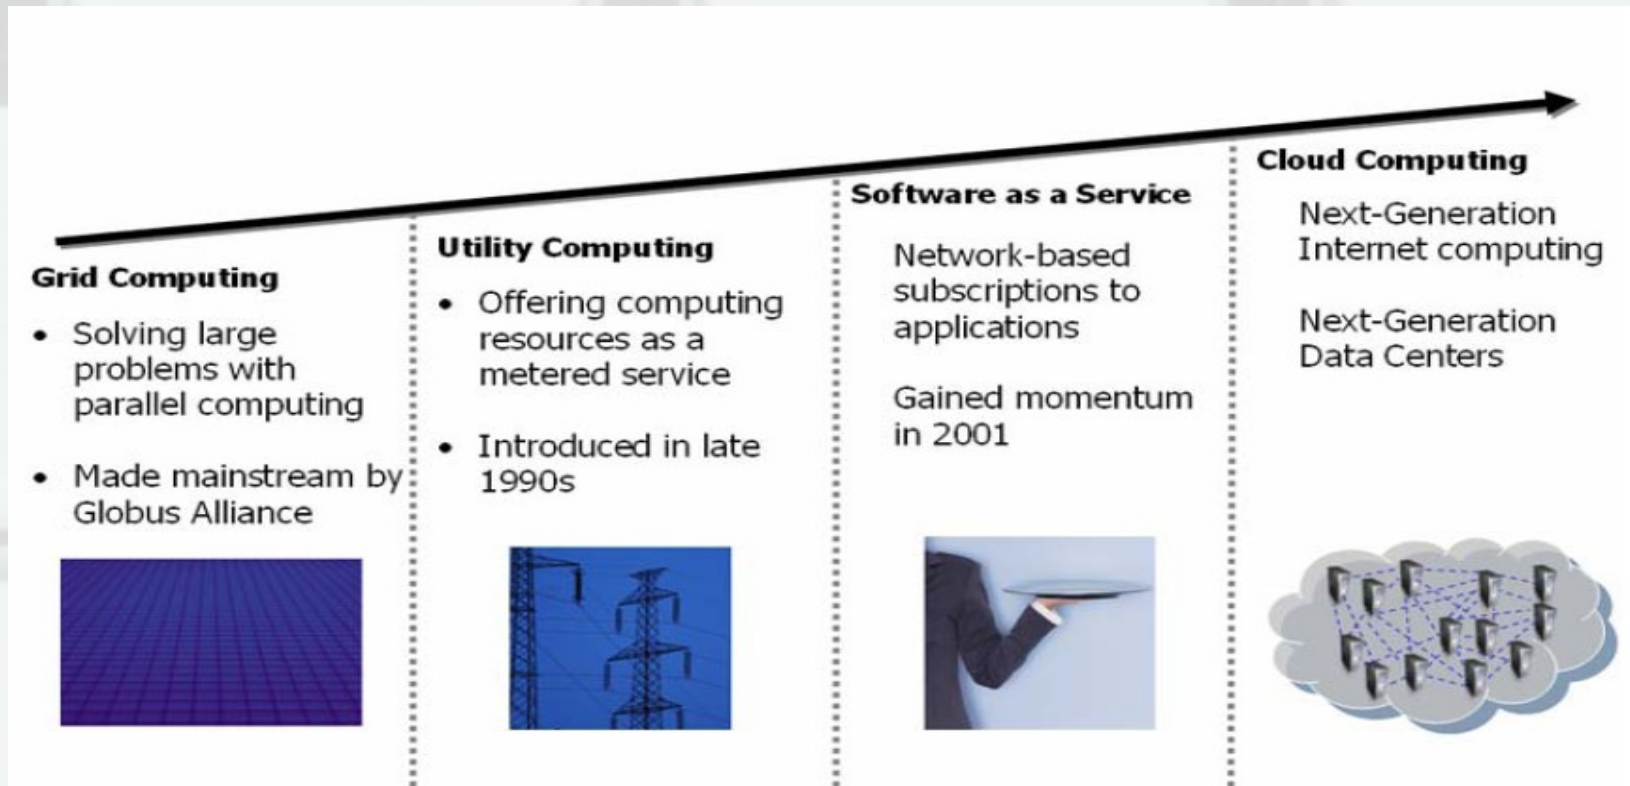 Grid Computing
• Solving large
problems with
parallel computing
• Made mainstream by
Globus Alliance
Utility Computing
• Offering computing
resources as a
metered service
• Introduced in late
1990s
Software as a Service
Network-based
subscriptions to
applications
Gained momentum
in 2001
Cloud Computing
Next-Generation
Internet computing
Next-Generation
Data Centers